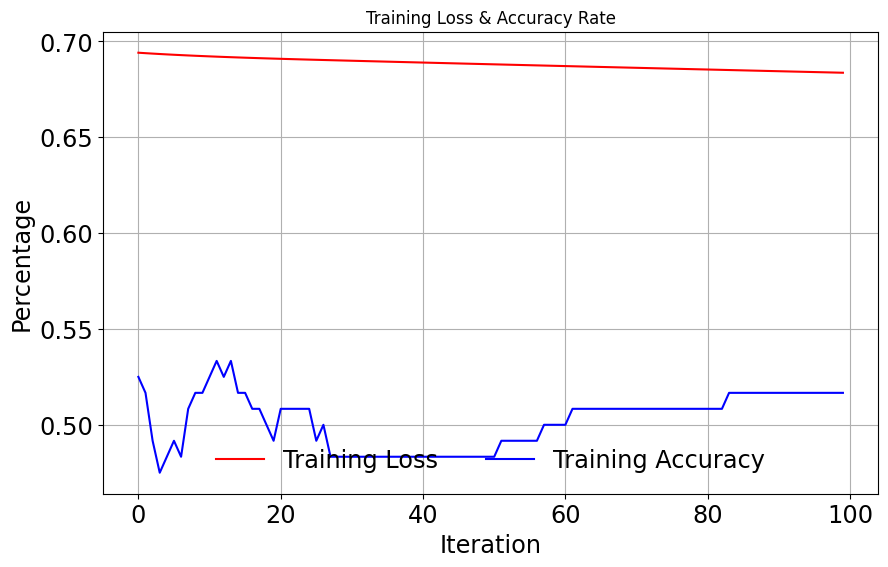 Training Loss & Accuracy Rate
0.70
0.65
0.60
0.55
0.50
Percentage
Training Loss
Training Accuracy
0 20 40 60 80 100
Iteration